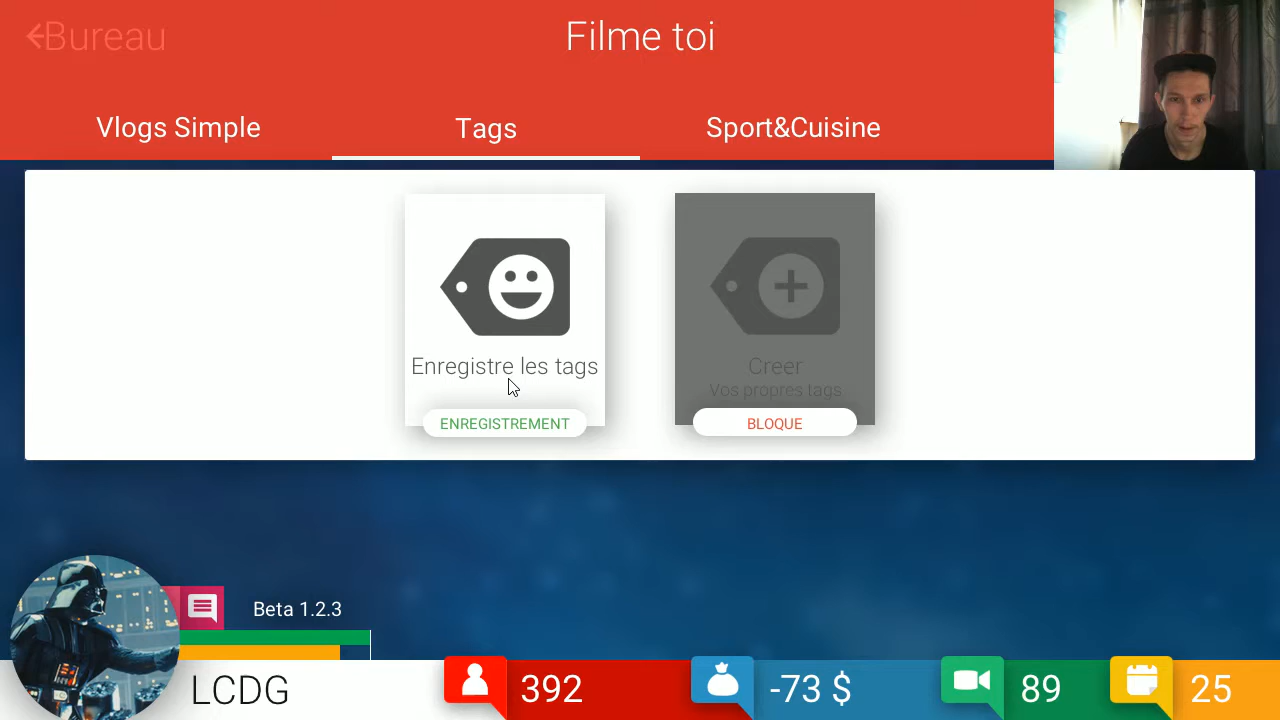 Bureau
Filme toi
Vlogs Simple
Tags
Sport&Cuisine
Enregistre les tags
ENREGISTREMENT
Creer
Vos propres tags
BLOQUE
Beta 1.2.3
LCDG
392
-73 $
89
25